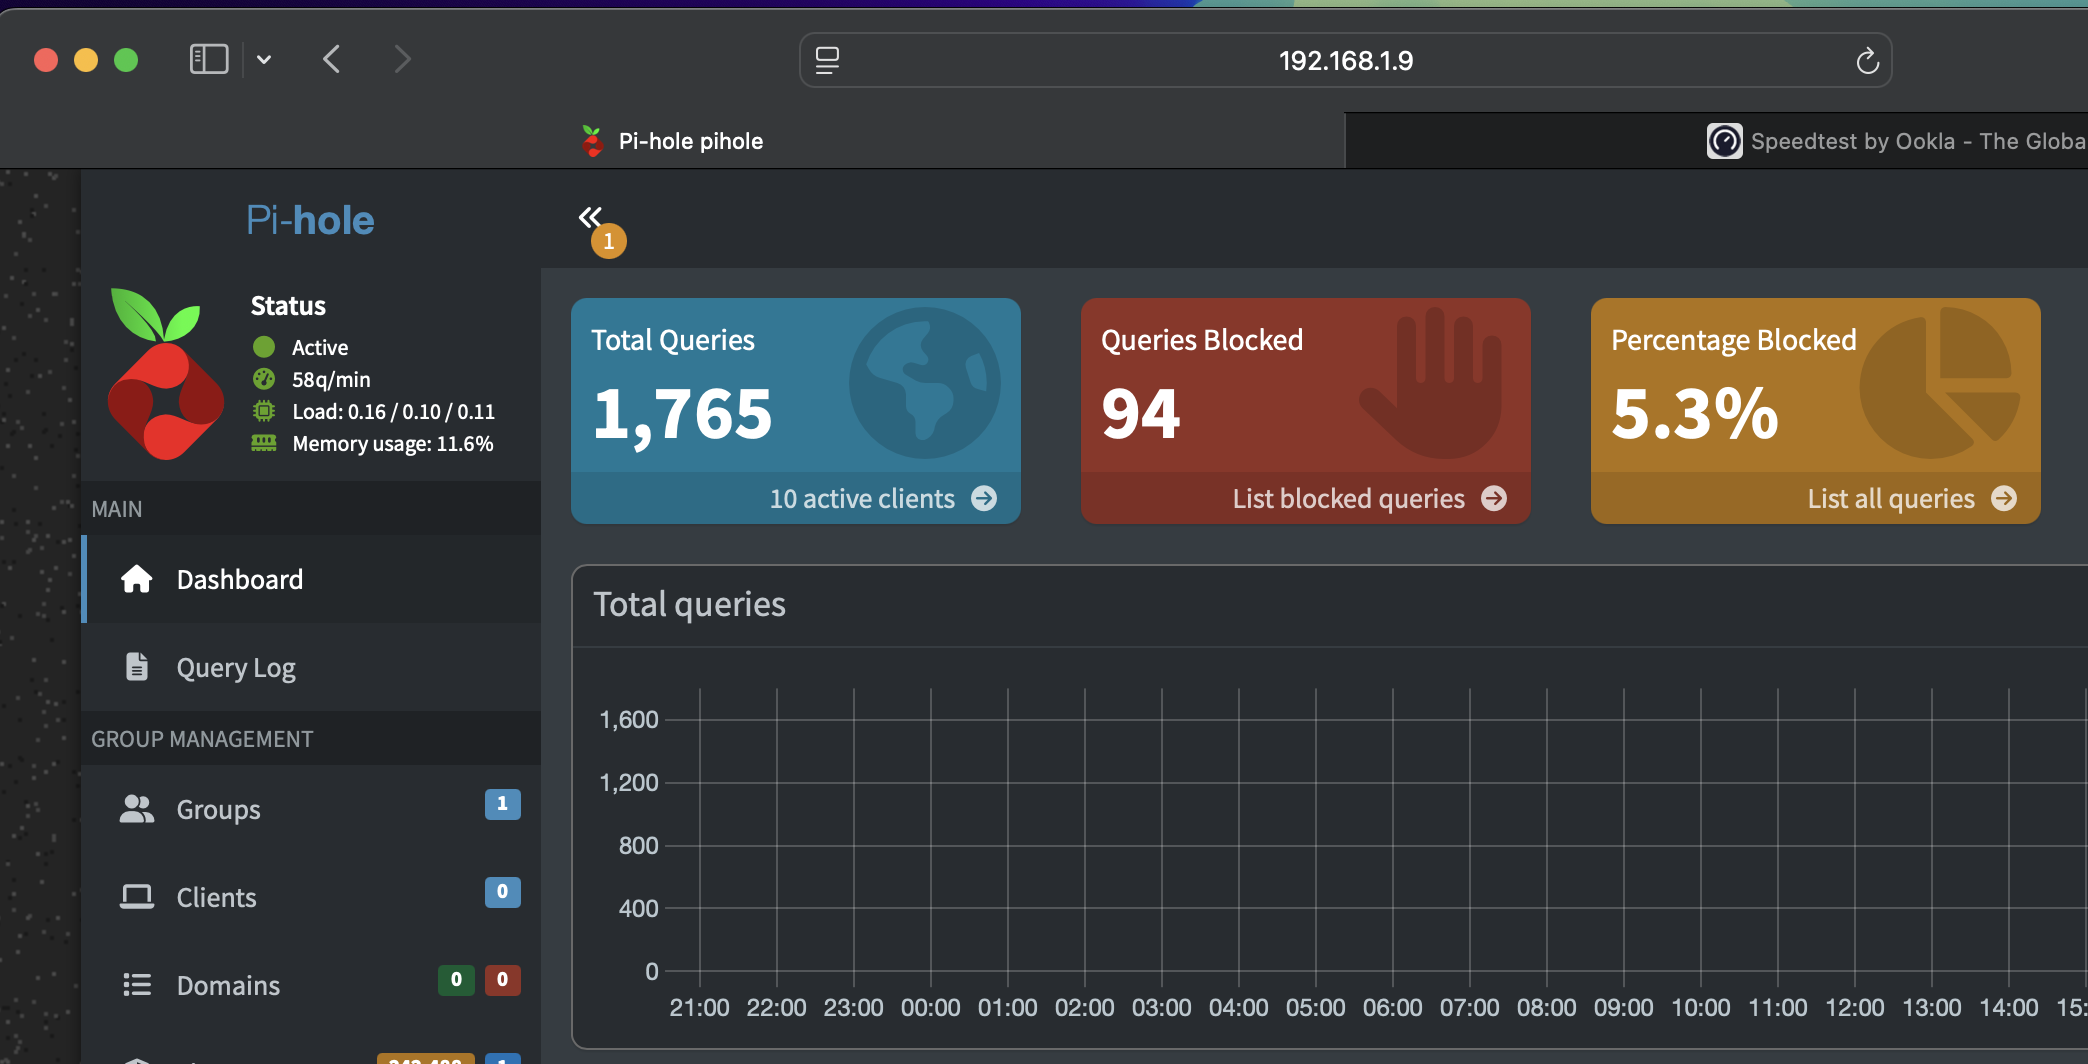 192.168.1.9
Pi-hole pihole
Speedtest by Ookla - The Globa
Pi-hole
1
Status
Active
58q/min
Load: 0.16 / 0.10 / 0.11
Memory usage: 11.6%
Total Queries
1,765
10 active clients
Queries Blocked
94
List blocked queries
Percentage Blocked
5.3%
List all queries
MAIN
Dashboard
Query Log
GROUP MANAGEMENT
Groups 1
Clients 0
Domains 0 0
Total queries
1,600
1,200
800
400
0
21:00 22:00 23:00 00:00 01:00 02:00 03:00 04:00 05:00 06:00 07:00 08:00 09:00 10:00 11:00 12:00 13:00 14:00 15: